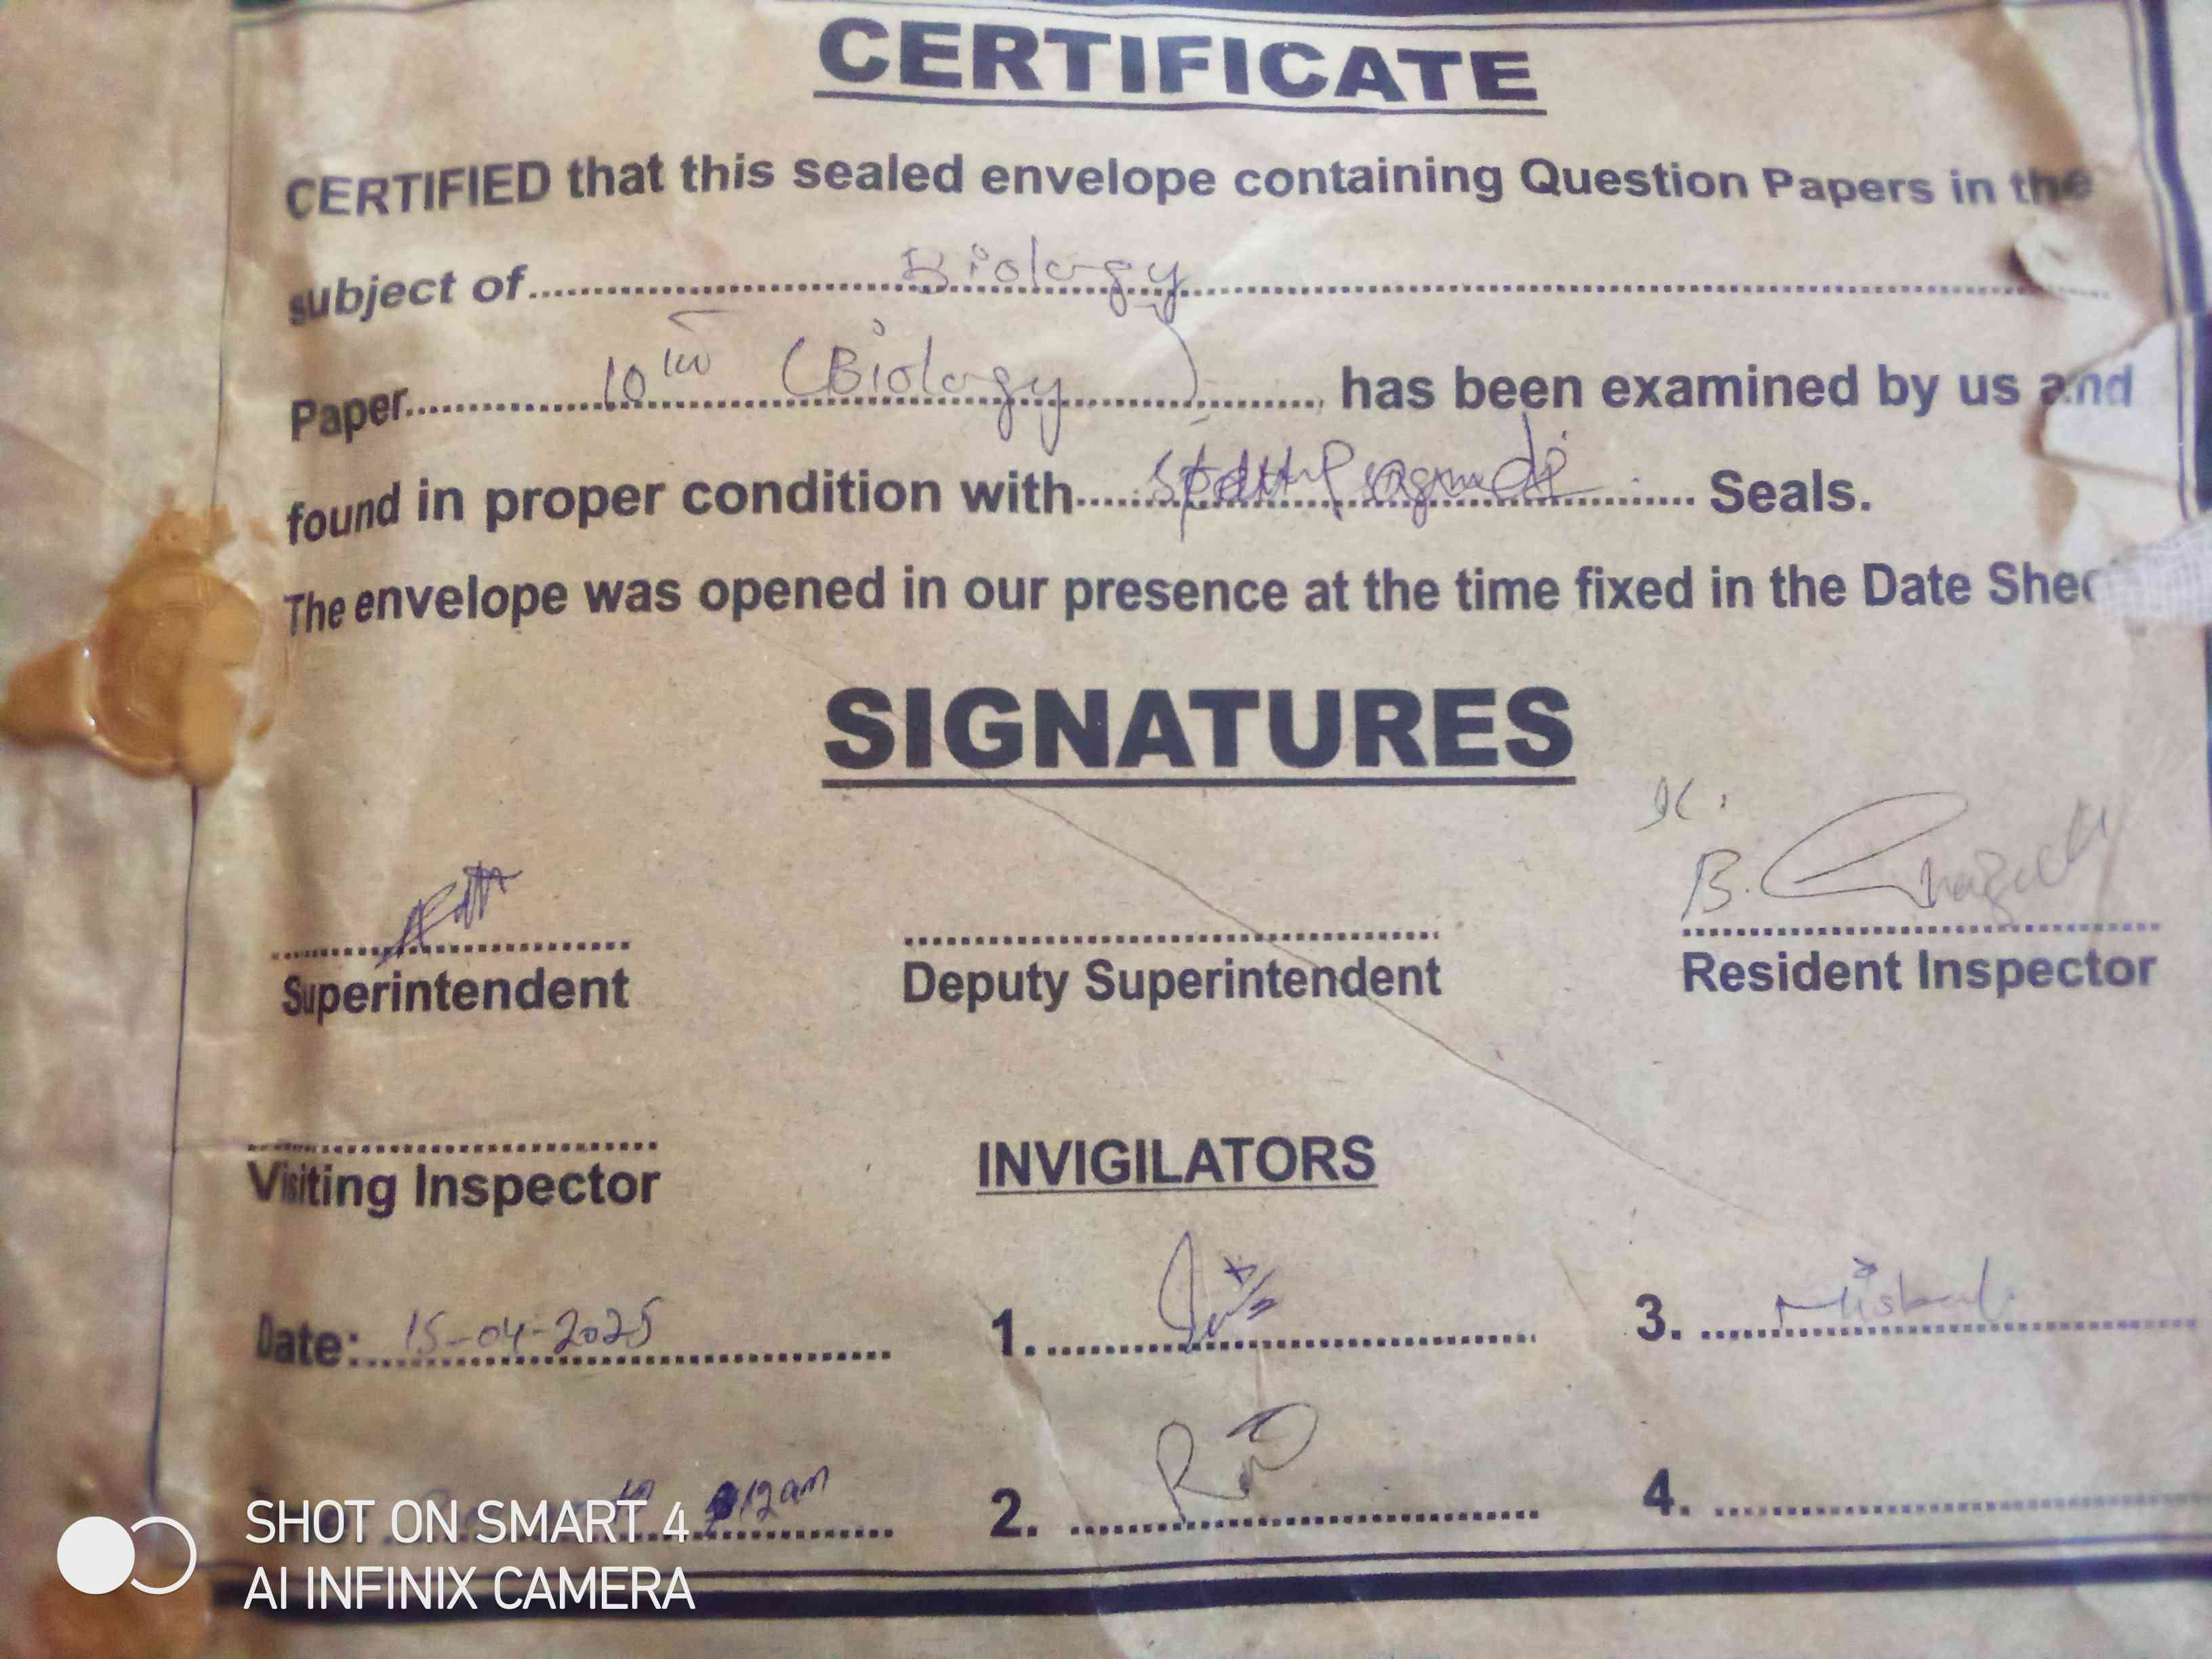 CERTIFICATE
CERTIFIED that this sealed envelope containing Question Papers in the
subject of Biology
Paper 10th (Biology) has been examined by us and
found in proper condition with Seals.
The envelope was opened in our presence at the time fixed in the Date Shee
SIGNATURES
B.
Superintendent Deputy Superintendent Resident Inspector
Visiting Inspector INVIGILATORS
Date: 15-04-2025 1. 3. Misbah
12am 2. 4.
SHOT ON SMART 4
AI INFINIX CAMERA